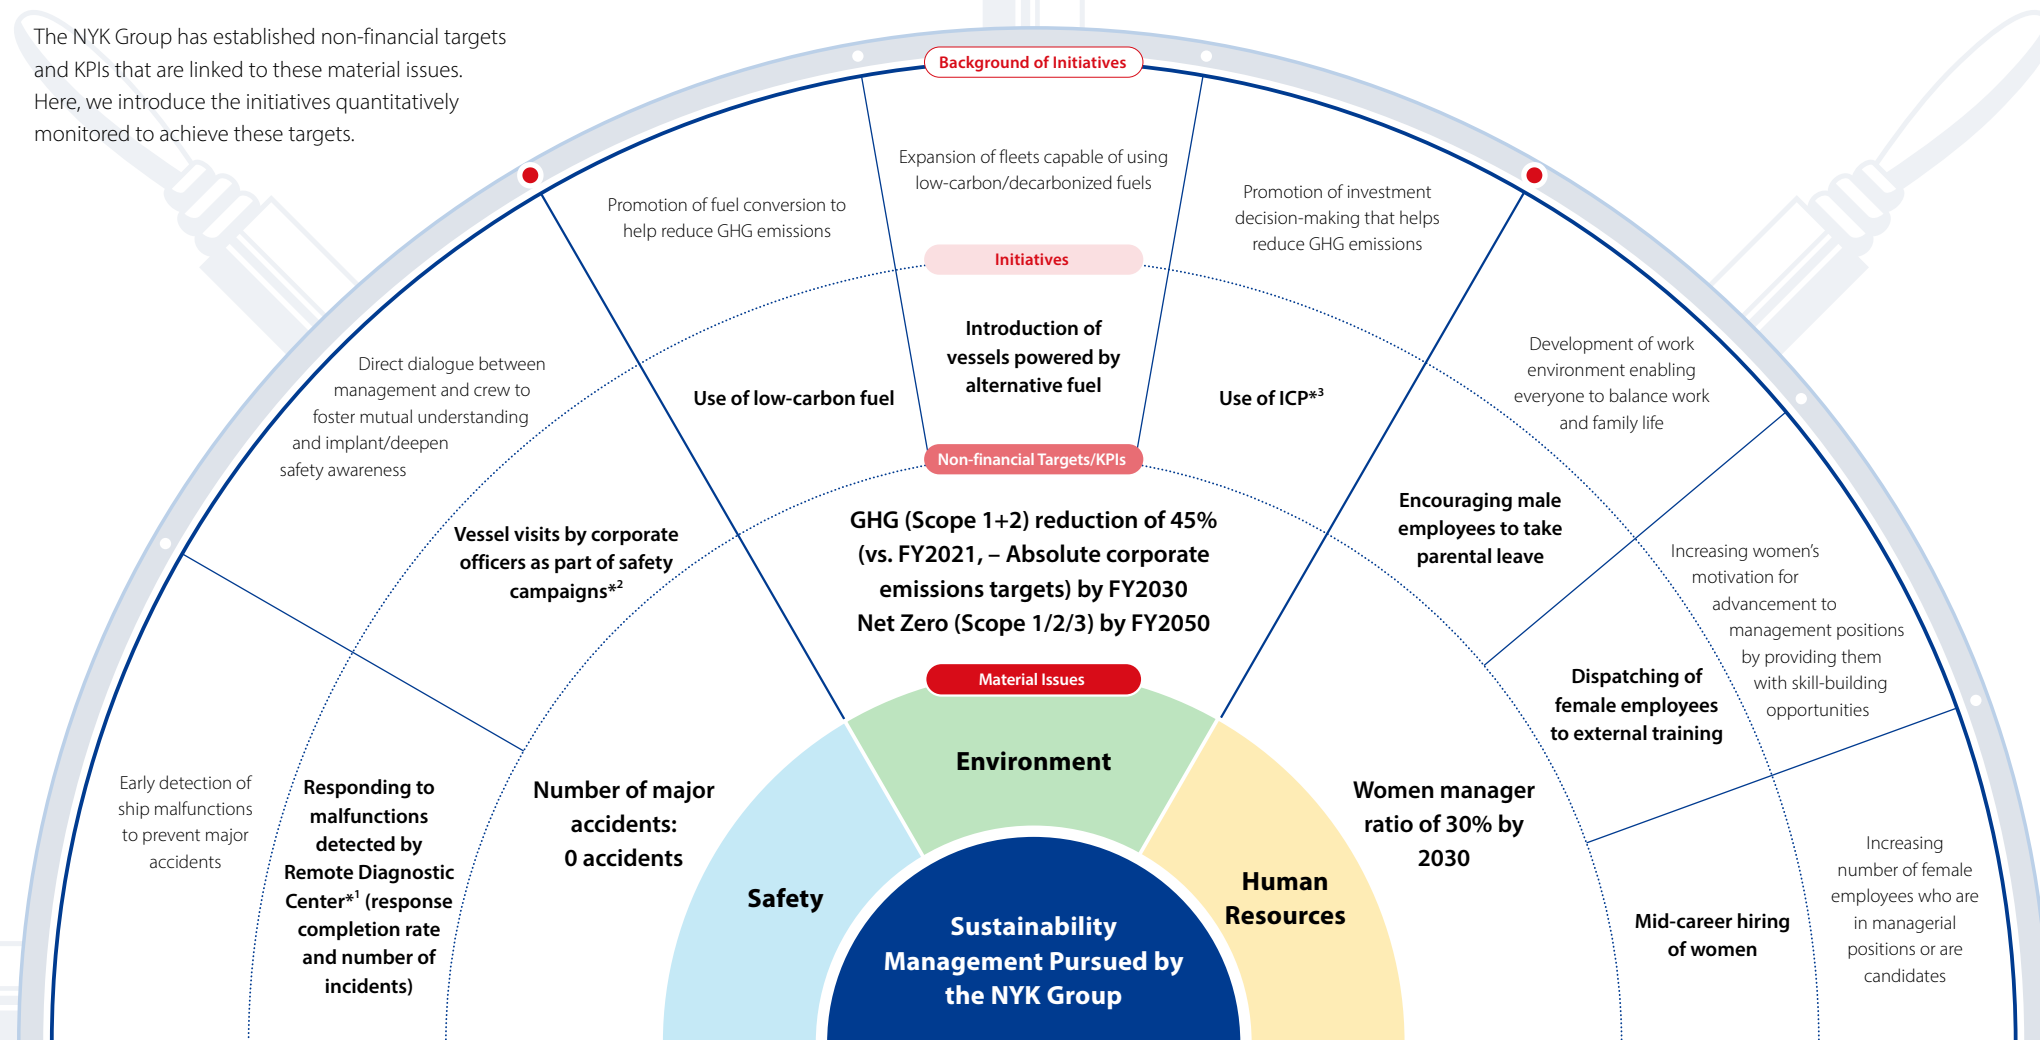 The NYK Group has established non-financial targets
and KPIs that are linked to these material issues.
Here, we introduce the initiatives quantitatively
monitored to achieve these targets.
Background of Initiatives
Promotion of fuel conversion to
help reduce GHG emissions
Expansion of fleets capable of using
low-carbon/decarbonized fuels
Promotion of investment
decision-making that helps
reduce GHG emissions
Initiatives
Use of low-carbon fuel
Introduction of
vessels powered by
alternative fuel
Use of ICP*3
Non-financial Targets/KPIs
GHG (Scope 1+2) reduction of 45%
(vs. FY2021, – Absolute corporate
emissions targets) by FY2030
Net Zero (Scope 1/2/3) by FY2050
Material Issues
Environment
Direct dialogue between
management and crew to
foster mutual understanding
and implant/deepen
safety awareness
Vessel visits by corporate
officers as part of safety
campaigns*2
Early detection of
ship malfunctions
to prevent major
accidents
Responding to
malfunctions
detected by
Remote Diagnostic
Center*1 (response
completion rate
and number of
incidents)
Number of major
accidents:
0 accidents
Safety
Development of work
environment enabling
everyone to balance work
and family life
Encouraging male
employees to take
parental leave
Increasing women's
motivation for
advancement to
management positions
by providing them
with skill-building
opportunities
Dispatching of
female employees
to external training
Women manager
ratio of 30% by
2030
Increasing
number of female
employees who are
in managerial
positions or are
candidates
Mid-career hiring
of women
Human
Resources
Sustainability
Management Pursued by
the NYK Group